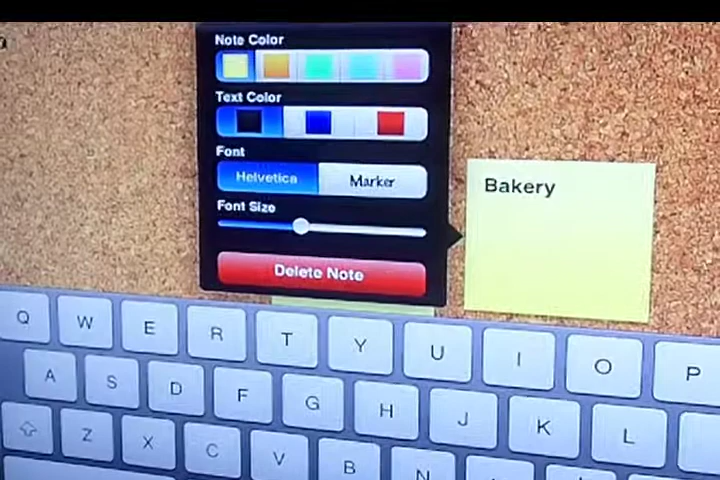 Note Color
Text Color
Font
Helvetica Marker
Font Size
Delete Note
Bakery
Q W E R T Y U I O P
A S D F G H J K L
Z X C V B N